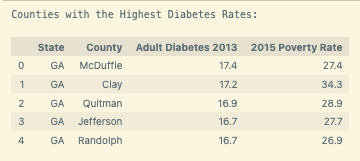 Counties with the Highest Diabetes Rates:
State County Adult Diabetes 2013 2015 Poverty Rate
0 GA McDuffie 17.4 27.4
1 GA Clay 17.2 34.3
2 GA Quitman 16.9 28.9
3 GA Jefferson 16.7 27.7
4 GA Randolph 16.7 26.9